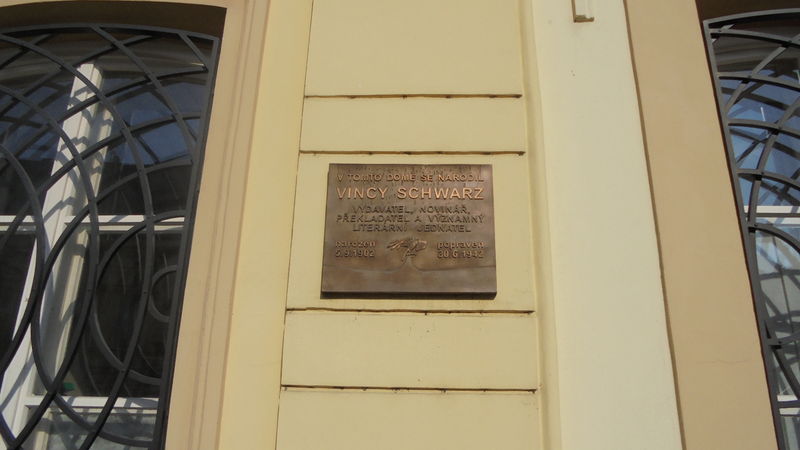 V TOMTO DOMĚ SE NARODIL
VINCY SCHWARZ
VYDAVATEL, NOVINÁŘ,
PŘEKLADATEL A VÝZNAMNÝ
LITERÁRNÍ JEDNATEL
narozen popraven
5.9.1902 30.6.1942